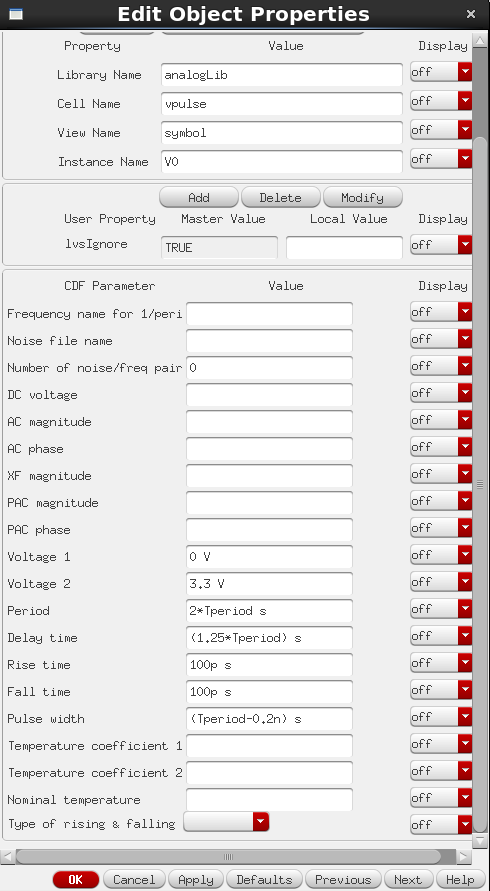 Edit Object Properties
Property Value Display
Library Name analogLib off
Cell Name vpulse off
View Name symbol off
Instance Name V0 off
Add Delete Modify
User Property Master Value Local Value Display
lvsIgnore TRUE off
CDF Parameter Value Display
Frequency name for 1/peri off
Noise file name off
Number of noise/freq pair 0 off
DC voltage off
AC magnitude off
AC phase off
XF magnitude off
PAC magnitude off
PAC phase off
Voltage 1 0 V off
Voltage 2 3.3 V off
Period 2*Tperiod s off
Delay time (1.25*Tperiod) s off
Rise time 100p s off
Fall time 100p s off
Pulse width (Tperiod-0.2n) s off
Temperature coefficient 1 off
Temperature coefficient 2 off
Nominal temperature off
Type of rising & falling off
OK Cancel Apply Defaults Previous Next Help